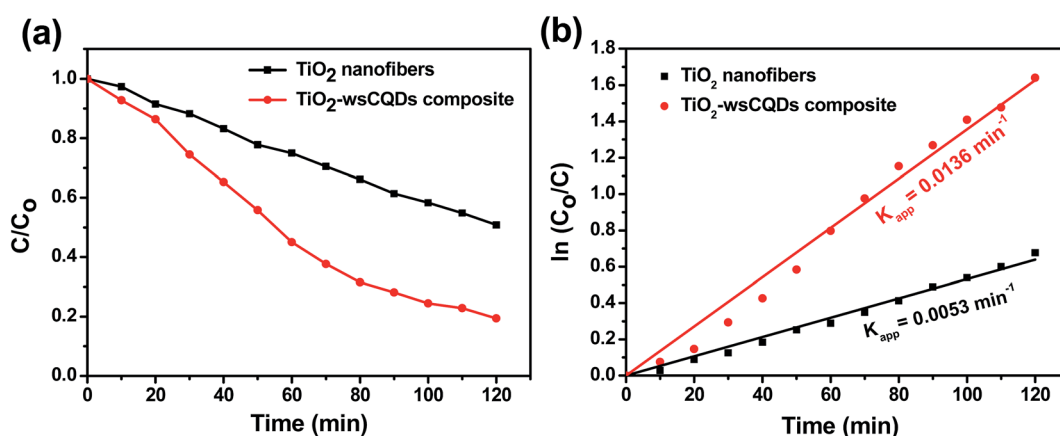 (a)
TiO2 nanofibers
TiO2-wsCQDs composite
C/Co
1.0
0.8
0.6
0.4
0.2
0.0
0 20 40 60 80 100 120
Time (min)
(b)
TiO2 nanofibers
TiO2-wsCQDs composite
ln (Co/C)
1.8
1.6
1.4
1.2
1.0
0.8
0.6
0.4
0.2
0.0
Kapp= 0.0136 min-1
Kapp= 0.0053 min-1
0 20 40 60 80 100 120
Time (min)